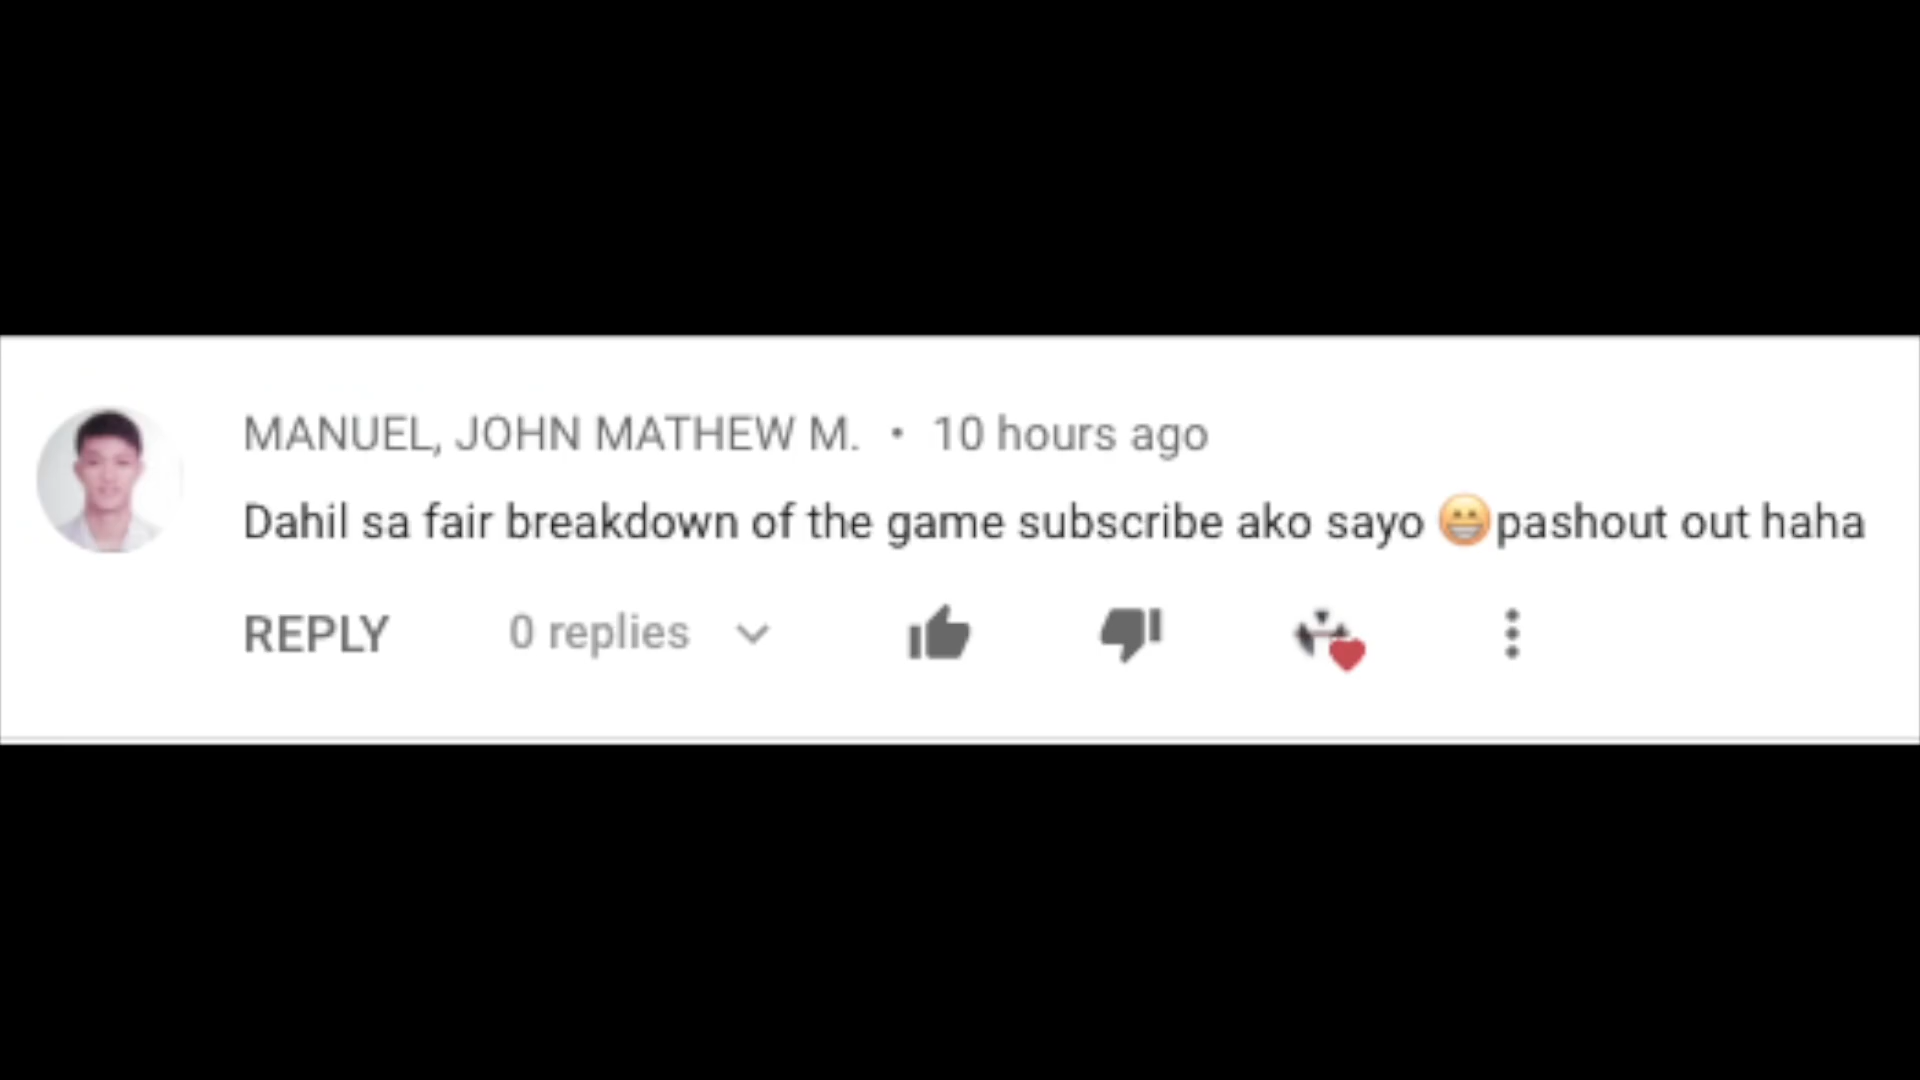 MANUEL, JOHN MATHEW M. • 10 hours ago
Dahil sa fair breakdown of the game subscribe ako sayo 😁pashout out haha
REPLY 0 replies